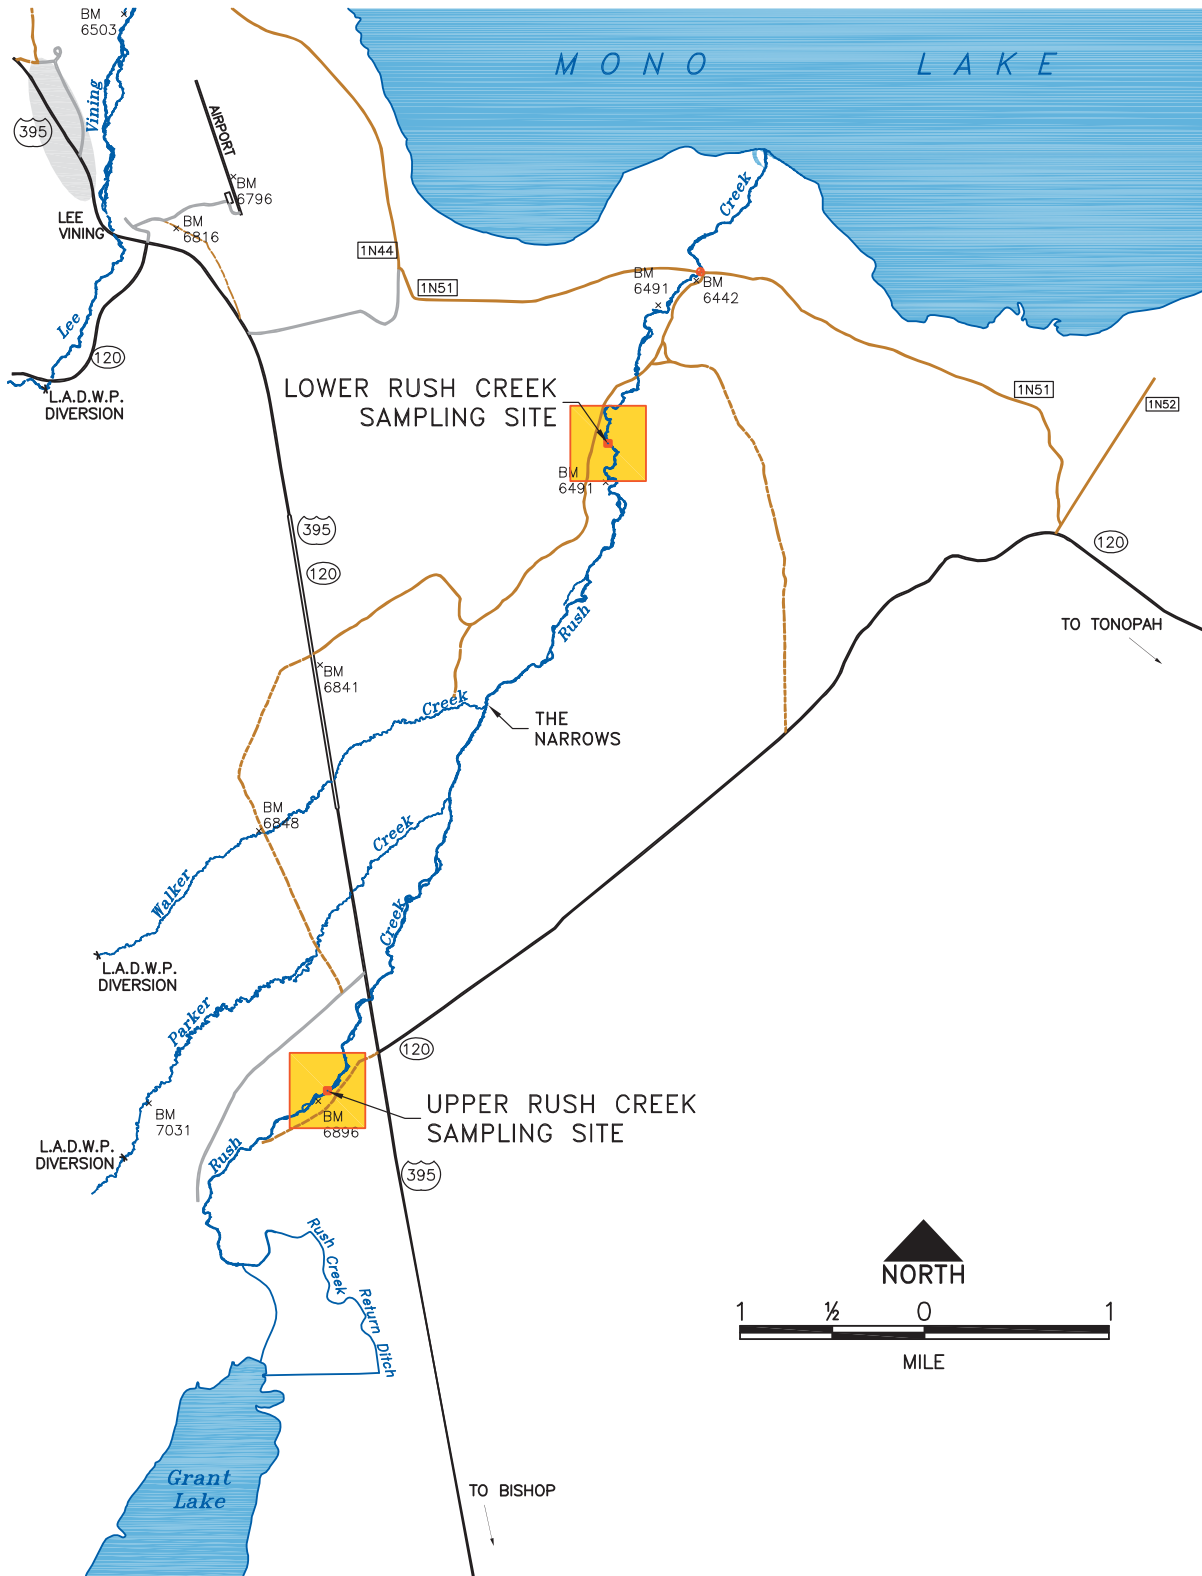 BM
6503
MONO LAKE
Vining
395
AIRPORT
BM
6796
LEE
VINING
BM
6816
Creek
1N44
1N51
BM
6491
BM
6442
Lee
120
L.A.D.W.P.
DIVERSION
LOWER RUSH CREEK
SAMPLING SITE
1N51
1N52
BM
6491
395
120
120
Rush
TO TONOPAH
BM
6841
Creek
THE
NARROWS
BM
6848
Creek
Walker
Creek
L.A.D.W.P.
DIVERSION
Parker
120
UPPER RUSH CREEK
SAMPLING SITE
BM
6896
BM
7031
L.A.D.W.P.
DIVERSION
Rush
395
Rush Creek
Return Ditch
NORTH
1 ½ 0 1
MILE
Grant
Lake
TO BISHOP